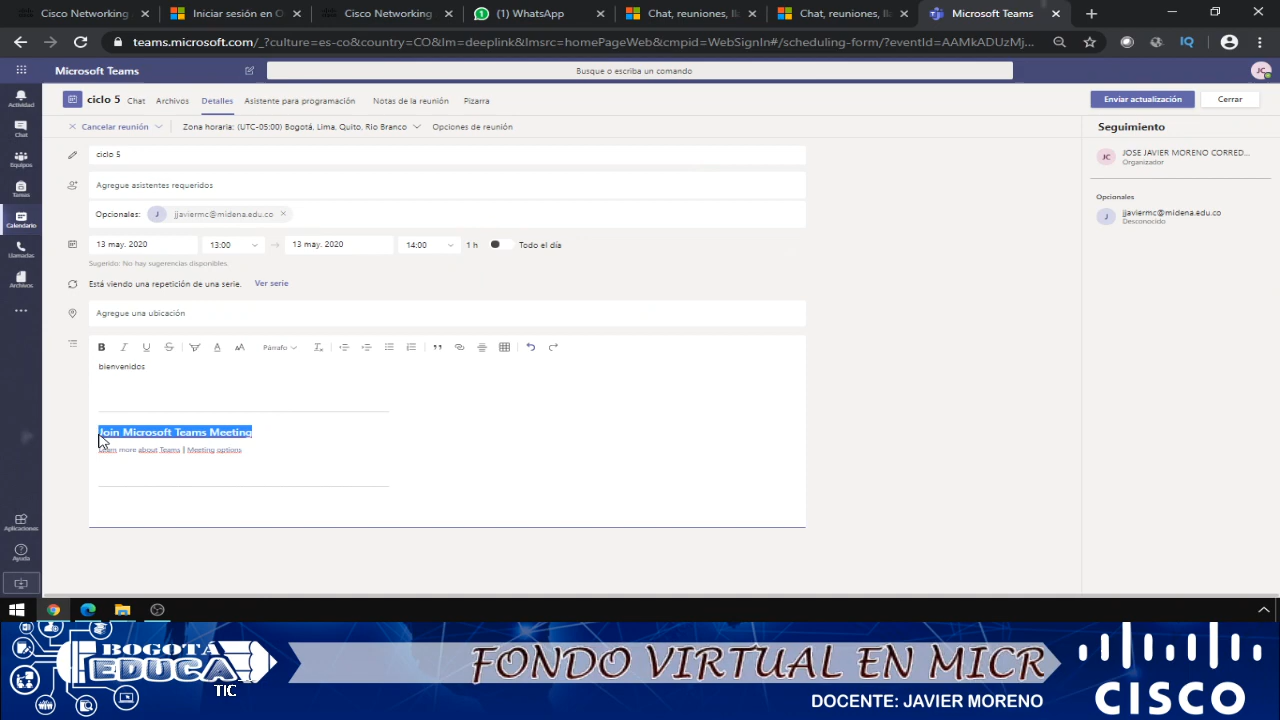 Cisco Networking
Iniciar sesión en O
Cisco Networking
(1) WhatsApp
Chat, reuniones, ll
Chat, reuniones, ll
Microsoft Teams
teams.microsoft.com/_?culture=es-co&country=CO&lm=deeplink&lmsrc=homePageWeb&cmpid=WebSignIn#/scheduling-form/?eventId=AAMkADUzMj...
IQ
Microsoft Teams
Busque o escriba un comando
JC
ciclo 5 Chat Archivos Detalles Asistente para programación Notas de la reunión Pizarra
Enviar actualización Cerrar
Cancelar reunión Zona horaria: (UTC-05:00) Bogotá, Lima, Quito, Río Branco Opciones de reunión
Actividad
Chat
Equipos
Tareas
Calendario
Llamadas
Archivos
Aplicaciones
Ayuda
ciclo 5
Agregue asistentes requeridos
Opcionales: J jjaviermc@midena.edu.co
13 may. 2020 13:00 13 may. 2020 14:00 1 h Todo el día
Sugerido: No hay sugerencias disponibles.
Está viendo una repetición de una serie. Ver serie
Agregue una ubicación
B I U S A AA Párrafo
bienvenidos
Join Microsoft Teams Meeting
Learn more about Teams | Meeting options
Seguimiento
JC JOSE JAVIER MORENO CORRED...
Organizador
Opcionales
J jjaviermc@midena.edu.co
Desconocido
BOGOTÁ
EDUCA
TIC
FONDO VIRTUAL EN MICR
DOCENTE: JAVIER MORENO
CISCO